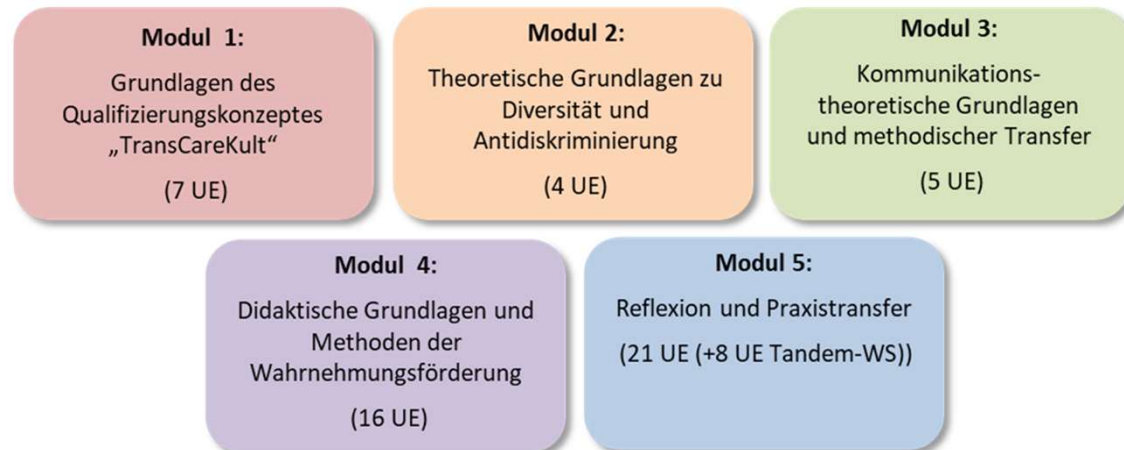 Modul 1:
Grundlagen des
Qualifizierungskonzeptes
„TransCareKult“
(7 UE)
Modul 2:
Theoretische Grundlagen zu
Diversität und
Antidiskriminierung
(4 UE)
Modul 3:
Kommunikations-
theoretische Grundlagen
und methodischer Transfer
(5 UE)
Modul 4:
Didaktische Grundlagen und
Methoden der
Wahrnehmungsförderung
(16 UE)
Modul 5:
Reflexion und Praxistransfer
(21 UE (+8 UE Tandem-WS))